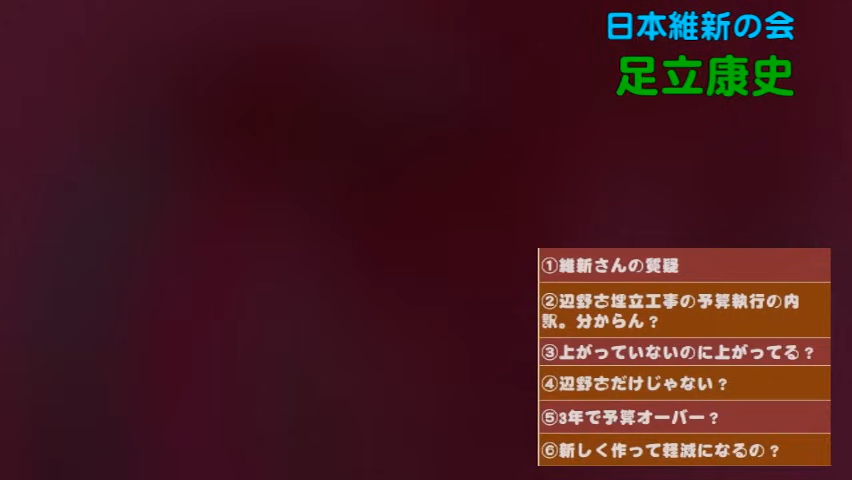 日本維新の会
足立康史
①維新さんの質疑
②辺野古埋立工事の予算執行の内
訳。分からん？
③上がっていないのに上がってる？
④辺野古だけじゃない？
⑤3年で予算オーバー？
⑥新しく作って軽減になるの？